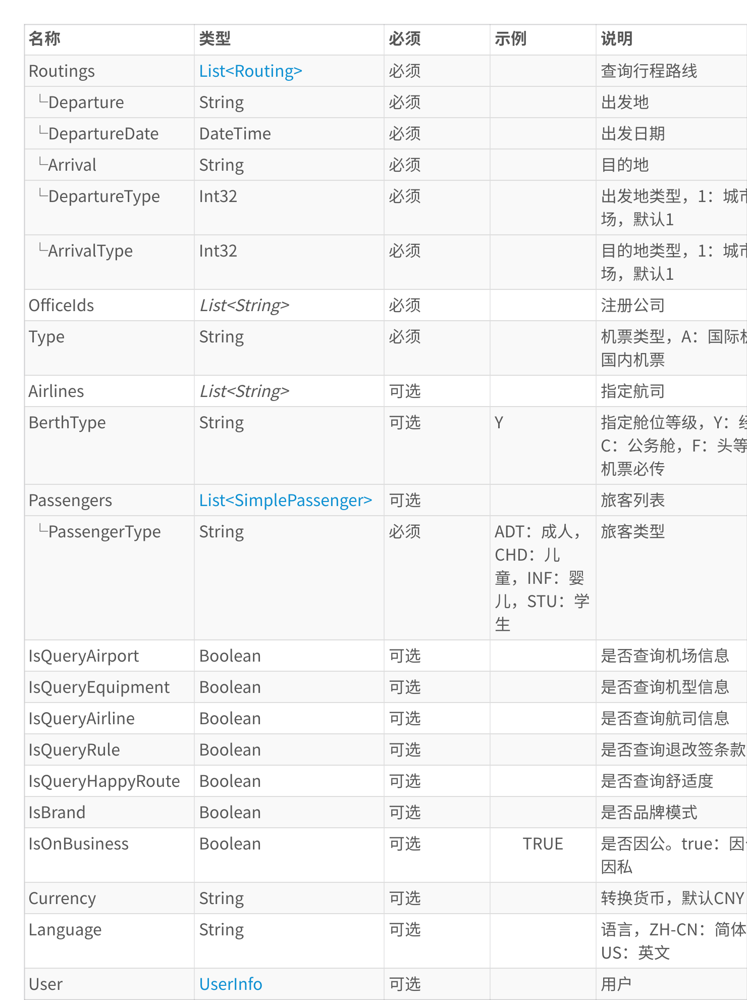 名称 类型 必须 示例 说明
Routings List<Routing> 必须 查询行程路线
└Departure String 必须 出发地
└DepartureDate DateTime 必须 出发日期
└Arrival String 必须 目的地
└DepartureType Int32 必须 出发地类型，1：城市
场，默认1
└ArrivalType Int32 必须 目的地类型，1：城市
场，默认1
OfficeIds List<String> 必须 注册公司
Type String 必须 机票类型，A：国际机
国内机票
Airlines List<String> 可选 指定航司
BerthType String 可选 Y 指定舱位等级，Y：经
C：公务舱，F：头等
机票必传
Passengers List<SimplePassenger> 可选 旅客列表
└PassengerType String 必须 ADT：成人， 旅客类型
CHD：儿
童，INF：婴
儿，STU：学
生
IsQueryAirport Boolean 可选 是否查询机场信息
IsQueryEquipment Boolean 可选 是否查询机型信息
IsQueryAirline Boolean 可选 是否查询航司信息
IsQueryRule Boolean 可选 是否查询退改签条款
IsQueryHappyRoute Boolean 可选 是否查询舒适度
IsBrand Boolean 可选 是否品牌模式
IsOnBusiness Boolean 可选 TRUE 是否因公。true：因
因私
Currency String 可选 转换货币，默认CNY
Language String 可选 语言，ZH-CN：简体
US：英文
User UserInfo 可选 用户